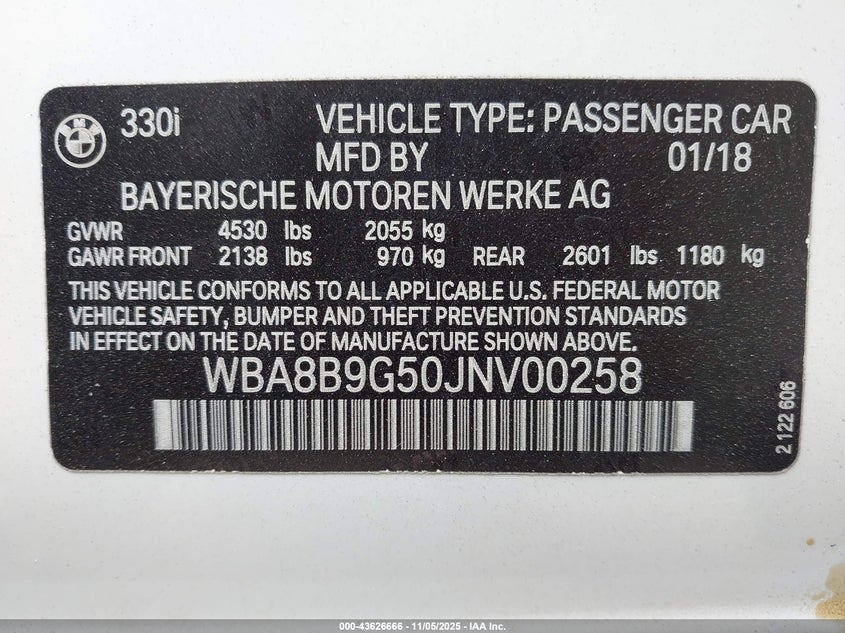 330i VEHICLE TYPE: PASSENGER CAR
MFD BY 01/18
BAYERISCHE MOTOREN WERKE AG
GVWR 4530 lbs 2055 kg
GAWR FRONT 2138 lbs 970 kg REAR 2601 lbs 1180 kg
THIS VEHICLE CONFORMS TO ALL APPLICABLE U.S. FEDERAL MOTOR
VEHICLE SAFETY, BUMPER AND THEFT PREVENTION STANDARDS
IN EFFECT ON THE DATE OF MANUFACTURE SHOWN ABOVE.
WBA8B9G50JNV00258
2 122 606
000-43626666 - 11/05/2025 - IAA Inc.